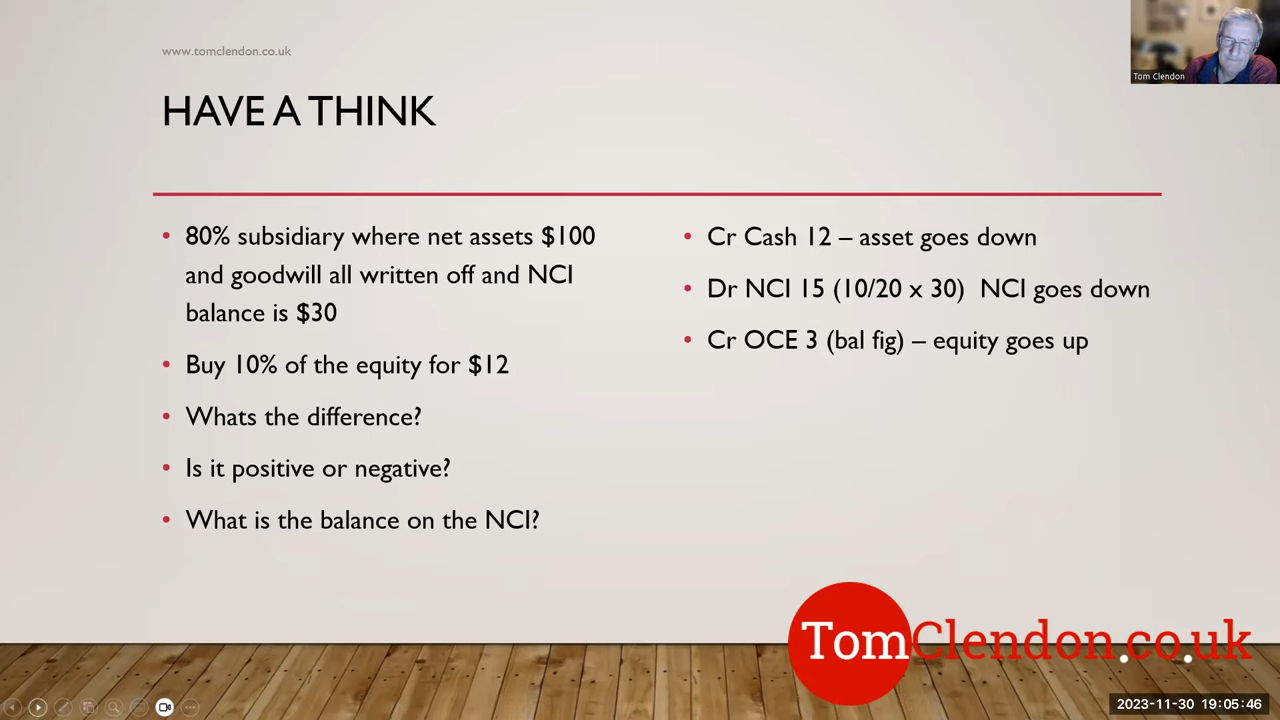 www.tomclendon.co.uk
Tom Clendon
HAVE A THINK
80% subsidiary where net assets $100
and goodwill all written off and NCI
balance is $30
Buy 10% of the equity for $12
Whats the difference?
Is it positive or negative?
What is the balance on the NCI?
Cr Cash 12 – asset goes down
Dr NCI 15 (10/20 x 30)  NCI goes down
Cr OCE 3 (bal fig) – equity goes up
TomClendon.co.uk
2023-11-30 19:05:46